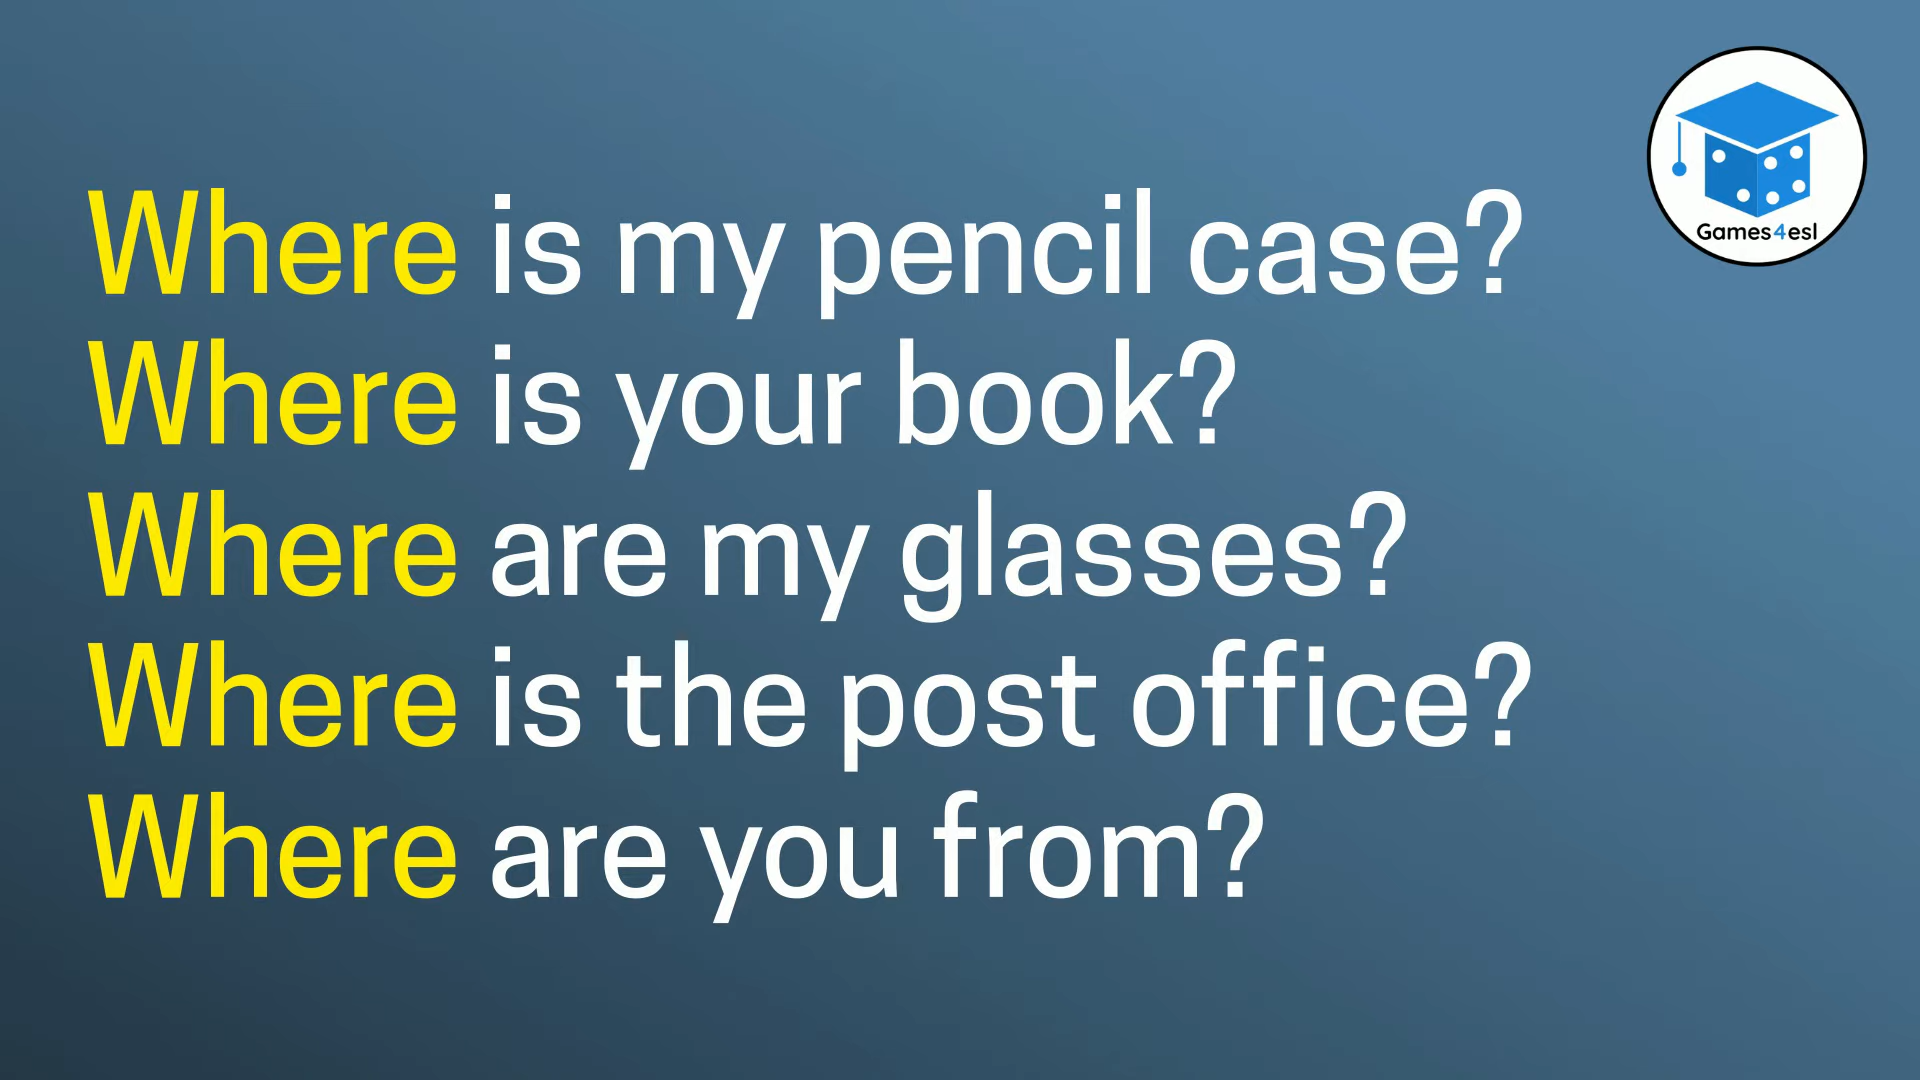 Where is my pencil case?
Where is your book?
Where are my glasses?
Where is the post office?
Where are you from?
Games4esl